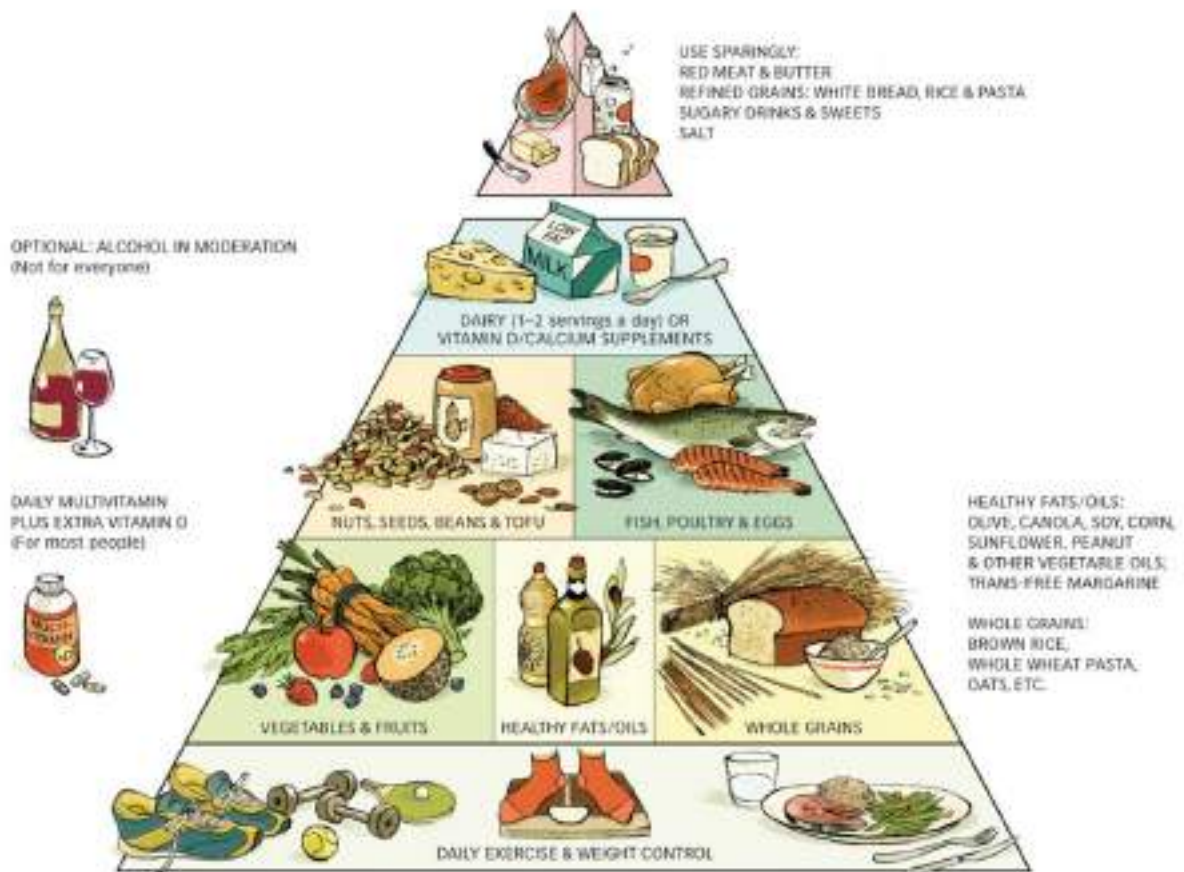 USE SPARINGLY:
RED MEAT & BUTTER
REFINED GRAINS: WHITE BREAD, RICE & PASTA
SUGARY DRINKS & SWEETS
SALT
OPTIONAL: ALCOHOL IN MODERATION
(Not for everyone)
LOW
FAT
MILK
DAIRY (1–2 servings a day) OR
VITAMIN D/CALCIUM SUPPLEMENTS
NUTS, SEEDS, BEANS & TOFU
FISH, POULTRY & EGGS
DAILY MULTIVITAMIN
PLUS EXTRA VITAMIN D
(For most people)
MULTI-
VITAMIN
HEALTHY FATS/OILS:
OLIVE, CANOLA, SOY, CORN,
SUNFLOWER, PEANUT
& OTHER VEGETABLE OILS;
TRANS-FREE MARGARINE
WHOLE GRAINS:
BROWN RICE,
WHOLE WHEAT PASTA,
OATS, ETC.
VEGETABLES & FRUITS
HEALTHY FATS/OILS
WHOLE GRAINS
DAILY EXERCISE & WEIGHT CONTROL